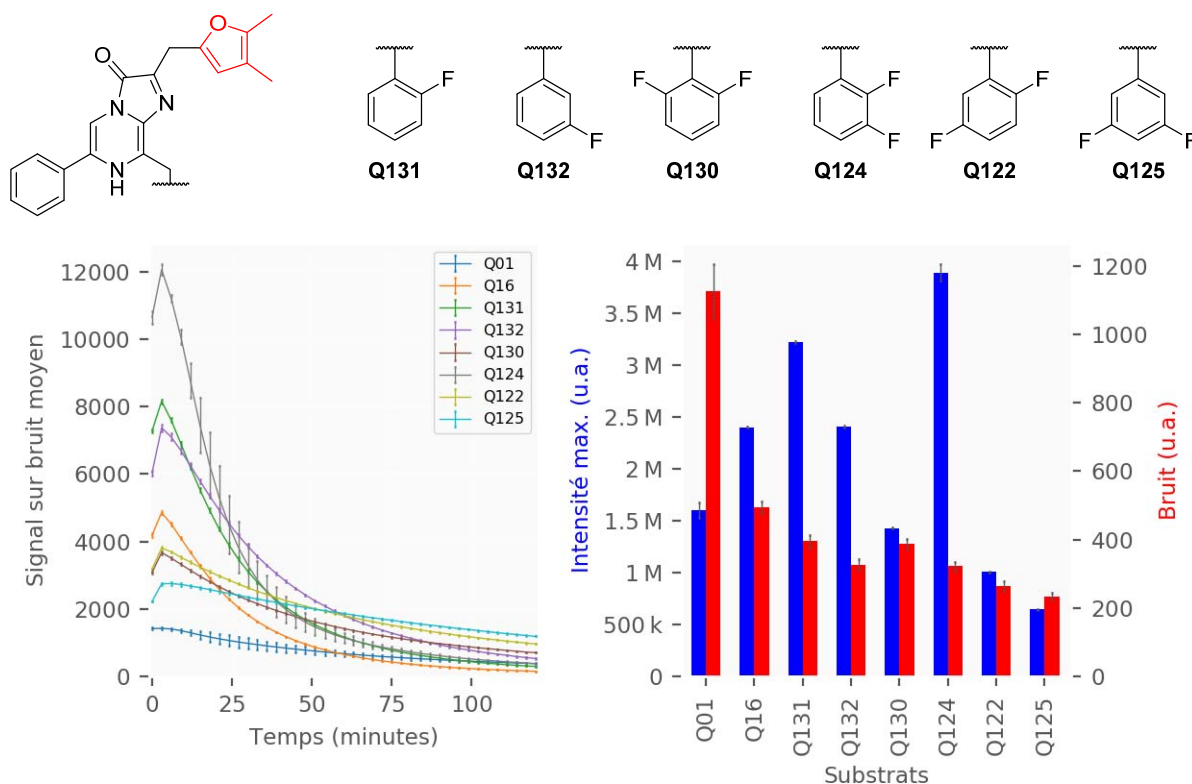 O
O
N
N
N
H
F
F
F
F
F
F
F
F
F
F
Q131
Q132
Q130
Q124
Q122
Q125
12000
10000
8000
6000
4000
2000
0
Signal sur bruit moyen
0
25
50
75
100
Temps (minutes)
Q01
Q16
Q131
Q132
Q130
Q124
Q122
Q125
4 M
3.5 M
3 M
2.5 M
2 M
1.5 M
1 M
500 k
0
Intensité max. (u.a.)
1200
1000
800
600
400
200
0
Bruit (u.a.)
Q01
Q16
Q131
Q132
Q130
Q124
Q122
Q125
Substrats